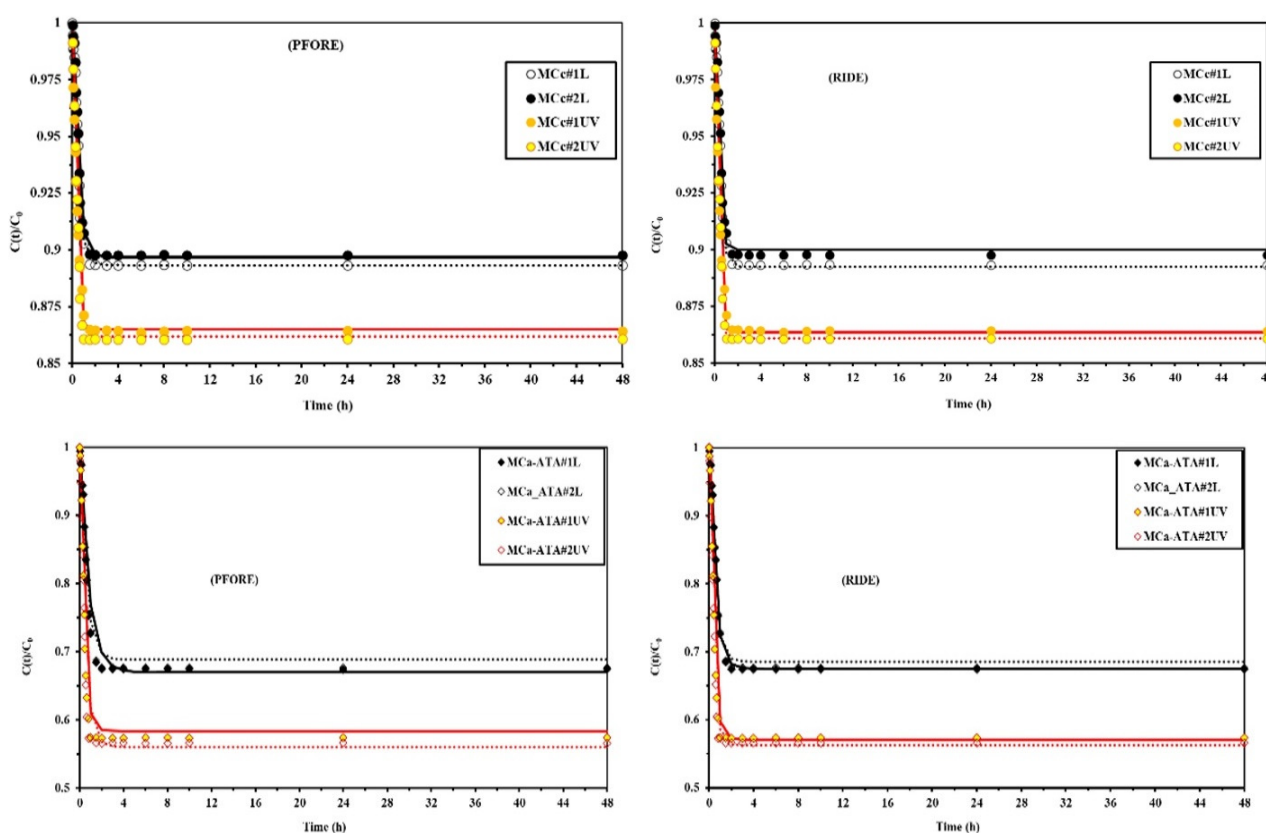 1
0.975
0.95
0.925
0.9
0.875
0.85
C(t)/C0
(PFORE)
MCc#1L
MCc#2L
MCc#1UV
MCc#2UV
0 4 8 12 16 20 24 28 32 36 40 44 48
Time (h)
1
0.975
0.95
0.925
0.9
0.875
0.85
C(t)/C0
(RIDE)
MCc#1L
MCc#2L
MCc#1UV
MCc#2UV
0 4 8 12 16 20 24 28 32 36 40 44
Time (h)
1
0.9
0.8
0.7
0.6
0.5
C(t)/C0
(PFORE)
MCa-ATA#1L
MCa_ATA#2L
MCa-ATA#1UV
MCa-ATA#2UV
0 4 8 12 16 20 24 28 32 36 40 44 48
Time (h)
1
0.9
0.8
0.7
0.6
0.5
C(t)/C0
(RIDE)
MCa-ATA#1L
MCa_ATA#2L
MCa-ATA#1UV
MCa-ATA#2UV
0 4 8 12 16 20 24 28 32 36 40 44 48
Time (h)